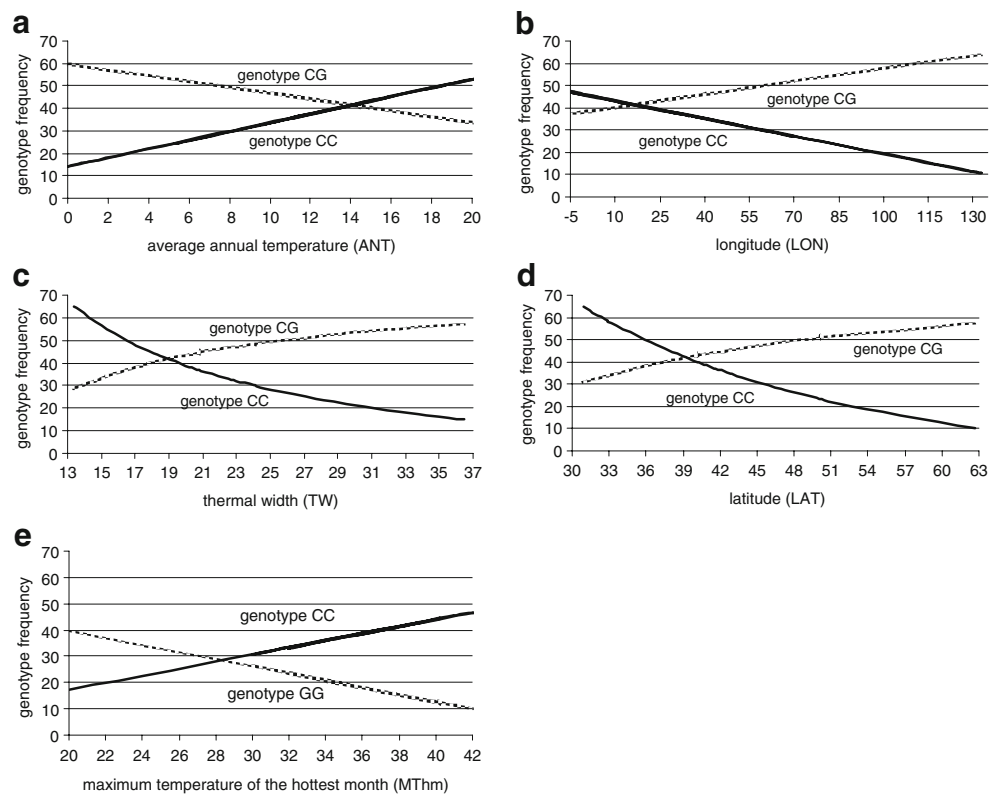 a
70
60
50
40
30
20
10
0
genotype frequency
genotype CG
genotype CC
0 2 4 6 8 10 12 14 16 18 20
average annual temperature (ANT)
b
70
60
50
40
30
20
10
0
genotype frequency
genotype CG
genotype CC
-5 10 25 40 55 70 85 100 115 130
longitude (LON)
c
70
60
50
40
30
20
10
0
genotype frequency
genotype CG
genotype CC
13 15 17 19 21 23 25 27 29 31 33 35 37
thermal width (TW)
d
70
60
50
40
30
20
10
0
genotype frequency
genotype CG
genotype CC
30 33 36 39 42 45 48 51 54 57 60 63
latitude (LAT)
e
70
60
50
40
30
20
10
0
genotype frequency
genotype CC
genotype GG
20 22 24 26 28 30 32 34 36 38 40 42
maximum temperature of the hottest month (MThm)